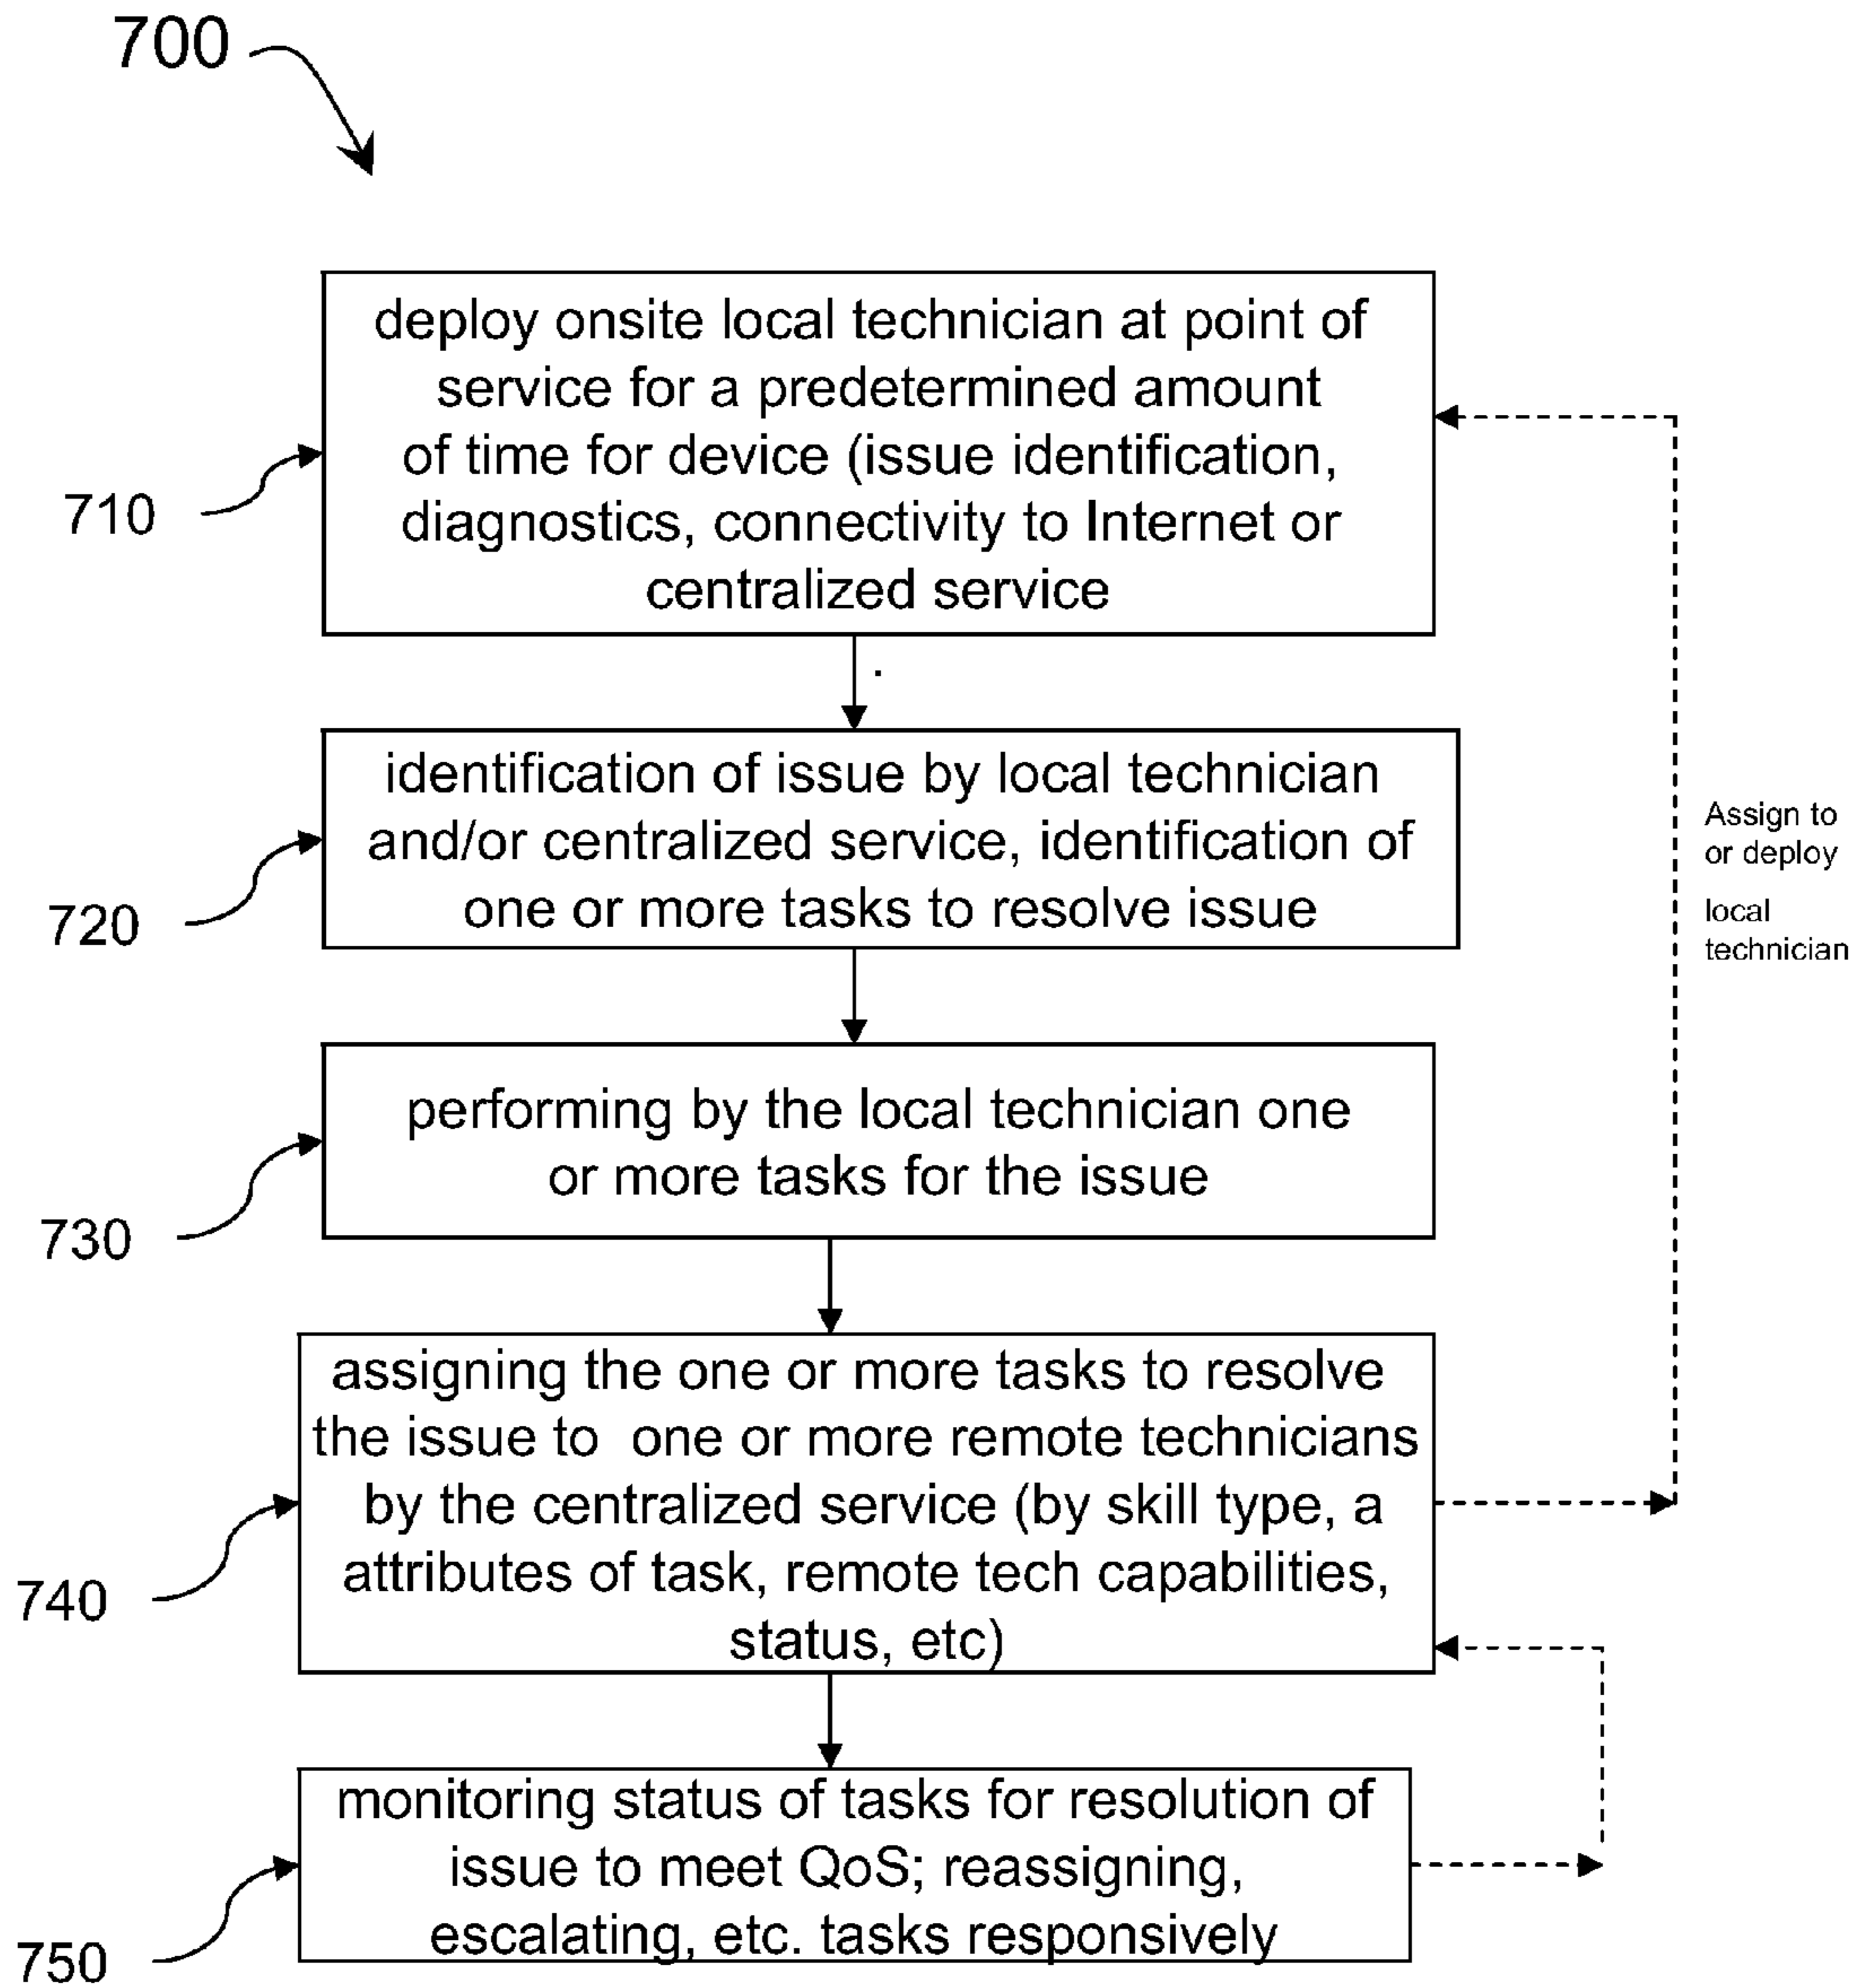 700
deploy onsite local technician at point of
service for a predetermined amount
of time for device (issue identification,
diagnostics, connectivity to Internet or
centralized service
710
identification of issue by local technician
and/or centralized service, identification of
one or more tasks to resolve issue
720
Assign to
or deploy
local
technician
performing by the local technician one
or more tasks for the issue
730
assigning the one or more tasks to resolve
the issue to one or more remote technicians
by the centralized service (by skill type, a
attributes of task, remote tech capabilities,
status, etc)
740
monitoring status of tasks for resolution of
issue to meet QoS; reassigning,
escalating, etc. tasks responsively
750